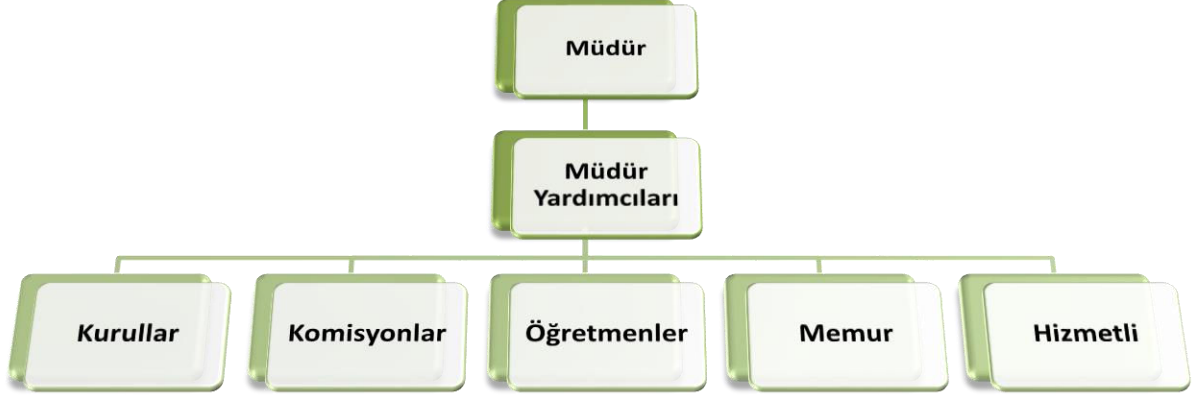 Müdür
Müdür
Yardımcıları
Kurullar
Komisyonlar
Öğretmenler
Memur
Hizmetli